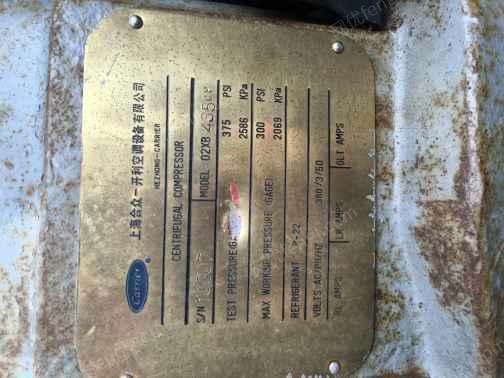 Carrier
上海合众—开利空调设备有限公司
HEZHONG-CARRIER
CENTRIFUGAL COMPRESSOR
S/N MODEL 02XB
TEST PRESSURE(GAGE) 375 PSI
2586 KPa
MAX WORKING PRESSURE (GAGE) 300 PSI
2069 KPa
REFRIGERANT R-22
VOLTS AC/PH/HZ 380/3/50
RL AMPS LR AMPS OLT AMPS